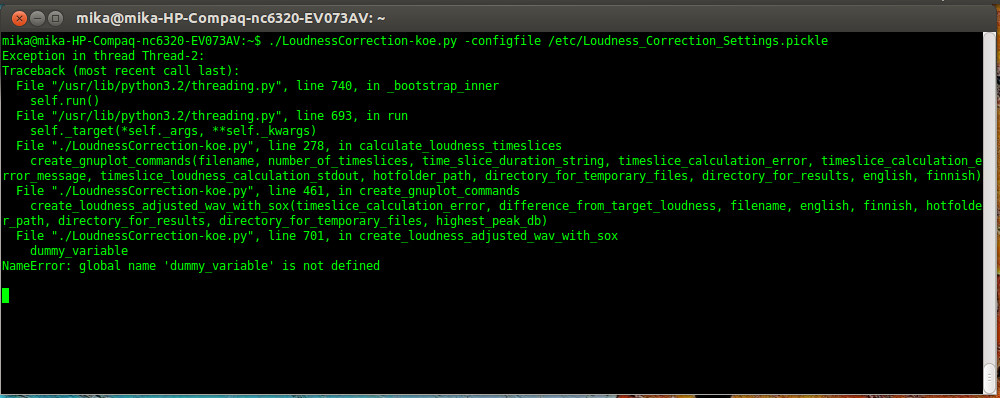 mika@mika-HP-Compaq-nc6320-EV073AV: ~
mika@mika-HP-Compaq-nc6320-EV073AV:~$ ./LoudnessCorrection-koe.py -configfile /etc/Loudness_Correction_Settings.pickle
Exception in thread Thread-2:
Traceback (most recent call last):
  File "/usr/lib/python3.2/threading.py", line 740, in _bootstrap_inner
    self.run()
  File "/usr/lib/python3.2/threading.py", line 693, in run
    self._target(*self._args, **self._kwargs)
  File "./LoudnessCorrection-koe.py", line 278, in calculate_loudness_timeslices
    create_gnuplot_commands(filename, number_of_timeslices, time_slice_duration_string, timeslice_calculation_error, timeslice_calculation_e
rror_message, timeslice_loudness_calculation_stdout, hotfolder_path, directory_for_temporary_files, directory_for_results, english, finnish)
  File "./LoudnessCorrection-koe.py", line 461, in create_gnuplot_commands
    create_loudness_adjusted_wav_with_sox(timeslice_calculation_error, difference_from_target_loudness, filename, english, finnish, hotfolde
r_path, directory_for_results, directory_for_temporary_files, highest_peak_db)
  File "./LoudnessCorrection-koe.py", line 701, in create_loudness_adjusted_wav_with_sox
    dummy_variable
NameError: global name 'dummy_variable' is not defined